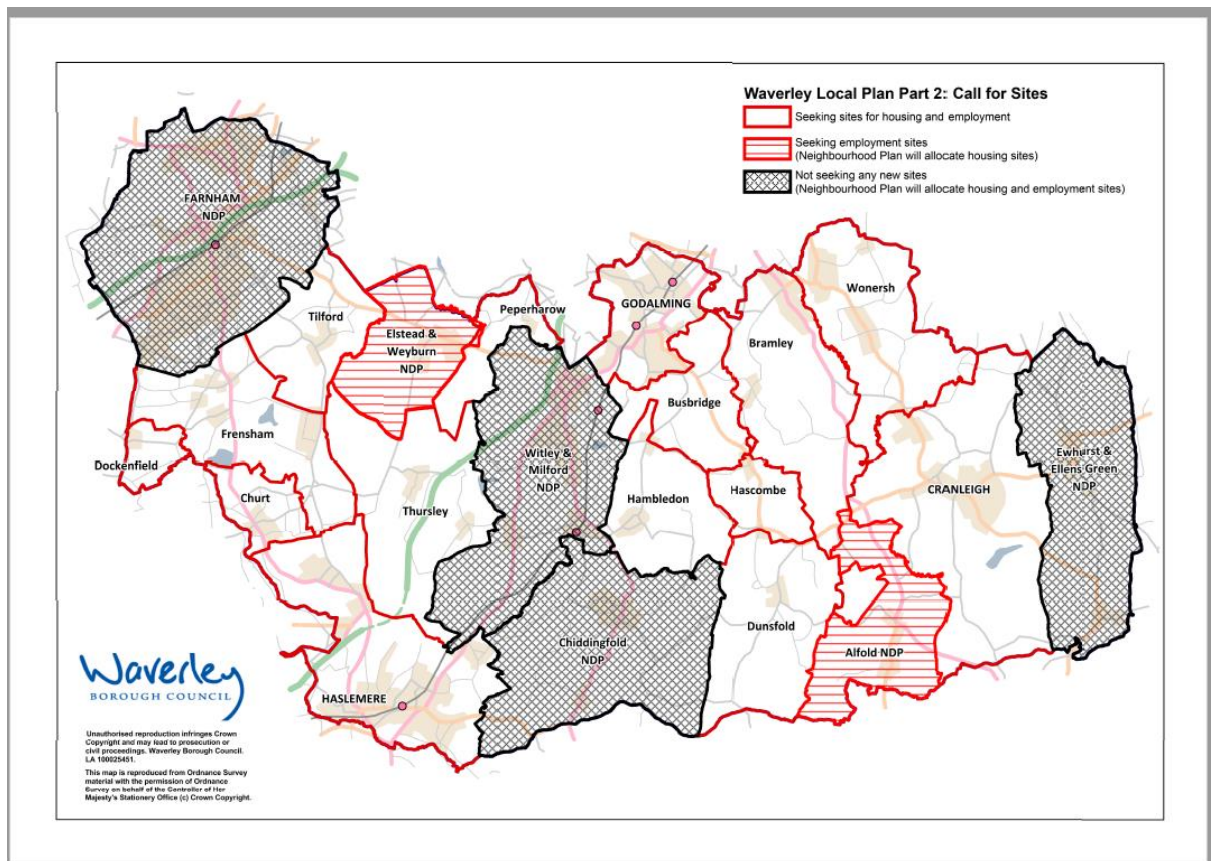 Waverley Local Plan Part 2: Call for Sites
Seeking sites for housing and employment
Seeking employment sites
(Neighbourhood Plan will allocate housing sites)
Not seeking any new sites
(Neighbourhood Plan will allocate housing and employment sites)
FARNHAM
NDP
Tilford
Elstead &
Weyburn
NDP
Peperharow
GODALMING
Wonersh
Bramley
Busbridge
Frensham
Dockenfield
Churt
Thursley
Witley &
Milford
NDP
Hambledon
Hascombe
CRANLEIGH
Ewhurst &
Ellens Green
NDP
Chiddingfold
NDP
Dunsfold
Alfold NDP
HASLEMERE
Waverley
BOROUGH COUNCIL
Unauthorised reproduction infringes Crown
Copyright and may lead to prosecution or
civil proceedings. Waverley Borough Council.
LA 100025451.
This map is reproduced from Ordnance Survey
material with the permission of Ordnance
Survey on behalf of the Controller of Her
Majesty's Stationery Office (c) Crown Copyright.